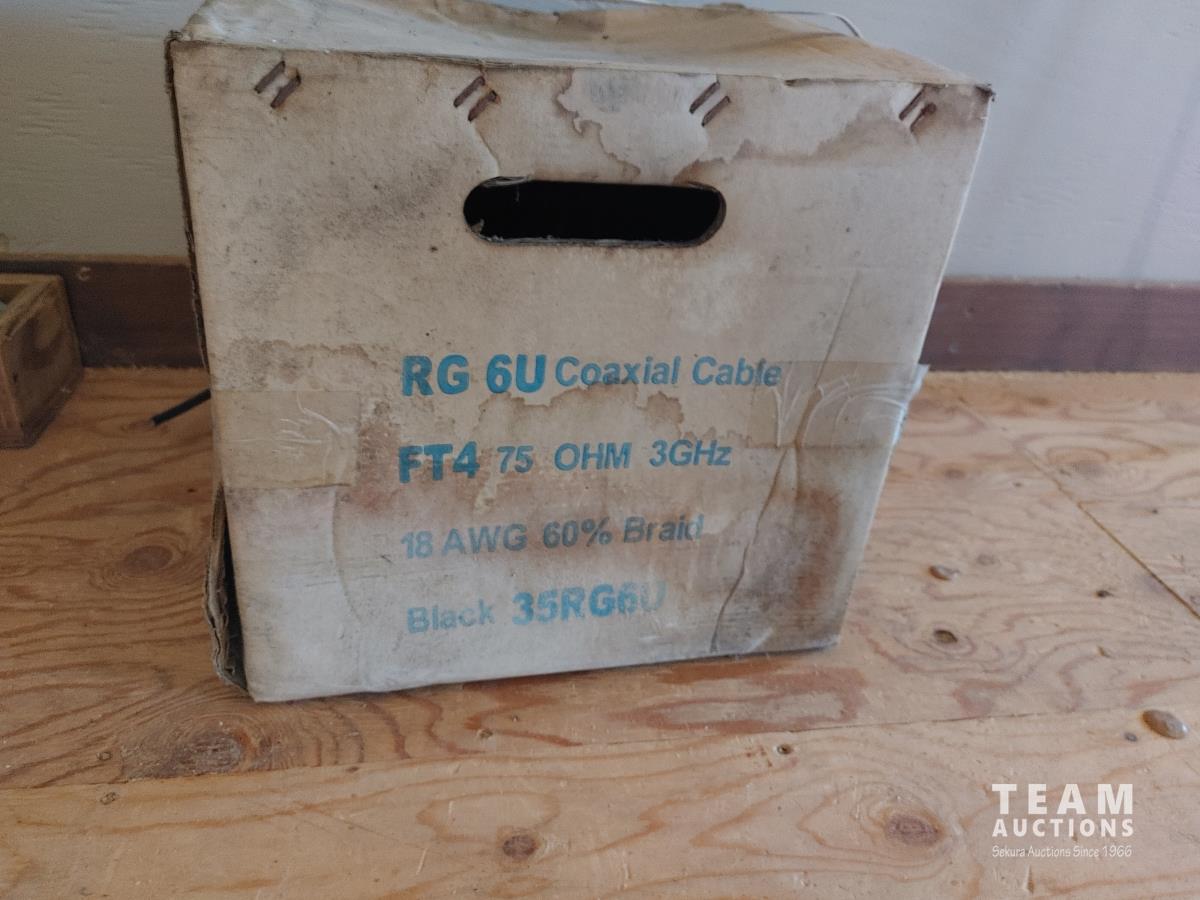 RG 6U Coaxial Cable
FT4 75 OHM 3GHz
18 AWG 60% Braid
Black 35RG6U
TEAM
AUCTIONS
Sekura Auctions Since 1966